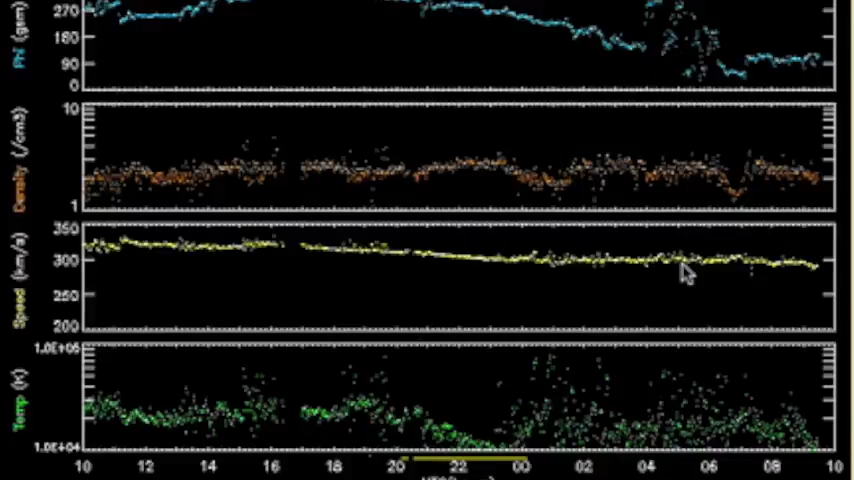 Phi (gsm)
270
180
90
0
Density (/cm3)
10
1
Speed (km/s)
350
300
250
200
Temp (K)
1.0E+05
1.0E+04
10 12 14 16 18 20 22 00 02 04 06 08 10